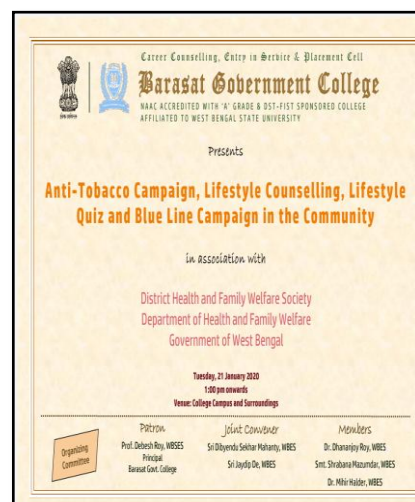 Career Counselling, Entry in Service & Placement Cell
Barasat Government College
NAAC ACCREDITED WITH 'A' GRADE & DST-FIST SPONSORED COLLEGE
AFFILIATED TO WEST BENGAL STATE UNIVERSITY
Presents
Anti-Tobacco Campaign, Lifestyle Counselling, Lifestyle
Quiz and Blue Line Campaign in the Community
in association with
District Health and Family Welfare Society
Department of Health and Family Welfare
Government of West Bengal
Tuesday, 21 January 2020
1:00 pm onwards
Venue: College Campus and Surroundings
Organizing
Committee
Patron
Prof. Debesh Roy, WBSES
Principal
Barasat Govt. College
Joint Convener
Sri Dibyendu Sekhar Mahanty, WBES
Sri Jaydip De, WBES
Members
Dr. Dhananjoy Roy, WBES
Smt. Shrabana Mazumdar, WBES
Dr. Mihir Halder, WBES